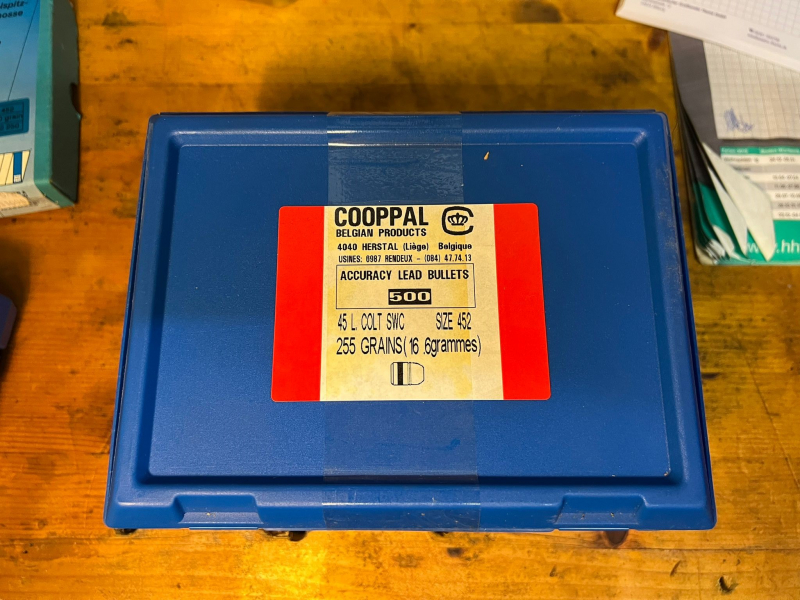 COOPPAL
BELGIAN PRODUCTS
4040 HERSTAL (Liège) Belgique
USINES: 6987 RENDEUX - (084) 47.74.13
ACCURACY LEAD BULLETS
500
45 L. COLT SWC SIZE 452
255 GRAINS(16 .6grammes)